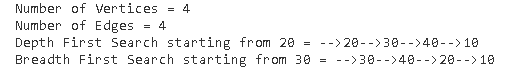 Number of Vertices = 4
Number of Edges = 4
Depth First Search starting from 20 = -->20-->30-->40-->10
Breadth First Search starting from 30 = -->30-->40-->20-->10